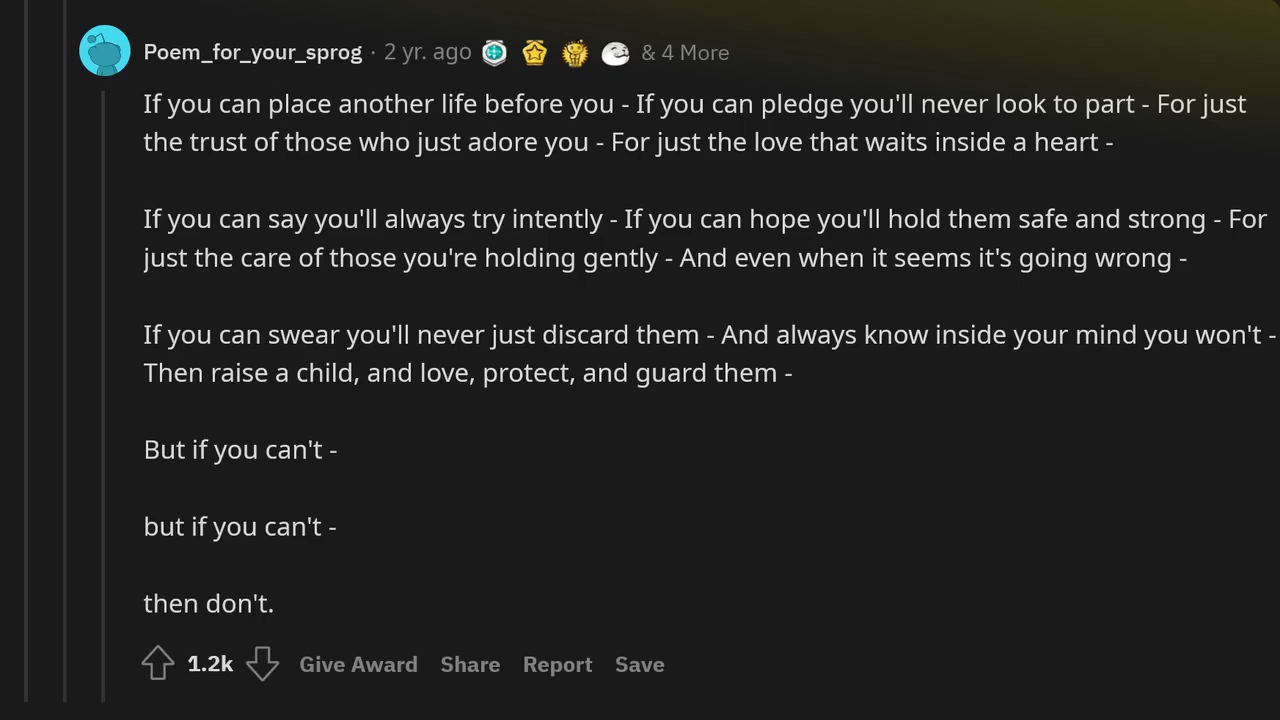 Poem_for_your_sprog · 2 yr. ago & 4 More
If you can place another life before you - If you can pledge you'll never look to part - For just
the trust of those who just adore you - For just the love that waits inside a heart -
If you can say you'll always try intently - If you can hope you'll hold them safe and strong - For
just the care of those you're holding gently - And even when it seems it's going wrong -
If you can swear you'll never just discard them - And always know inside your mind you won't -
Then raise a child, and love, protect, and guard them -
But if you can't -
but if you can't -
then don't.
1.2k Give Award Share Report Save